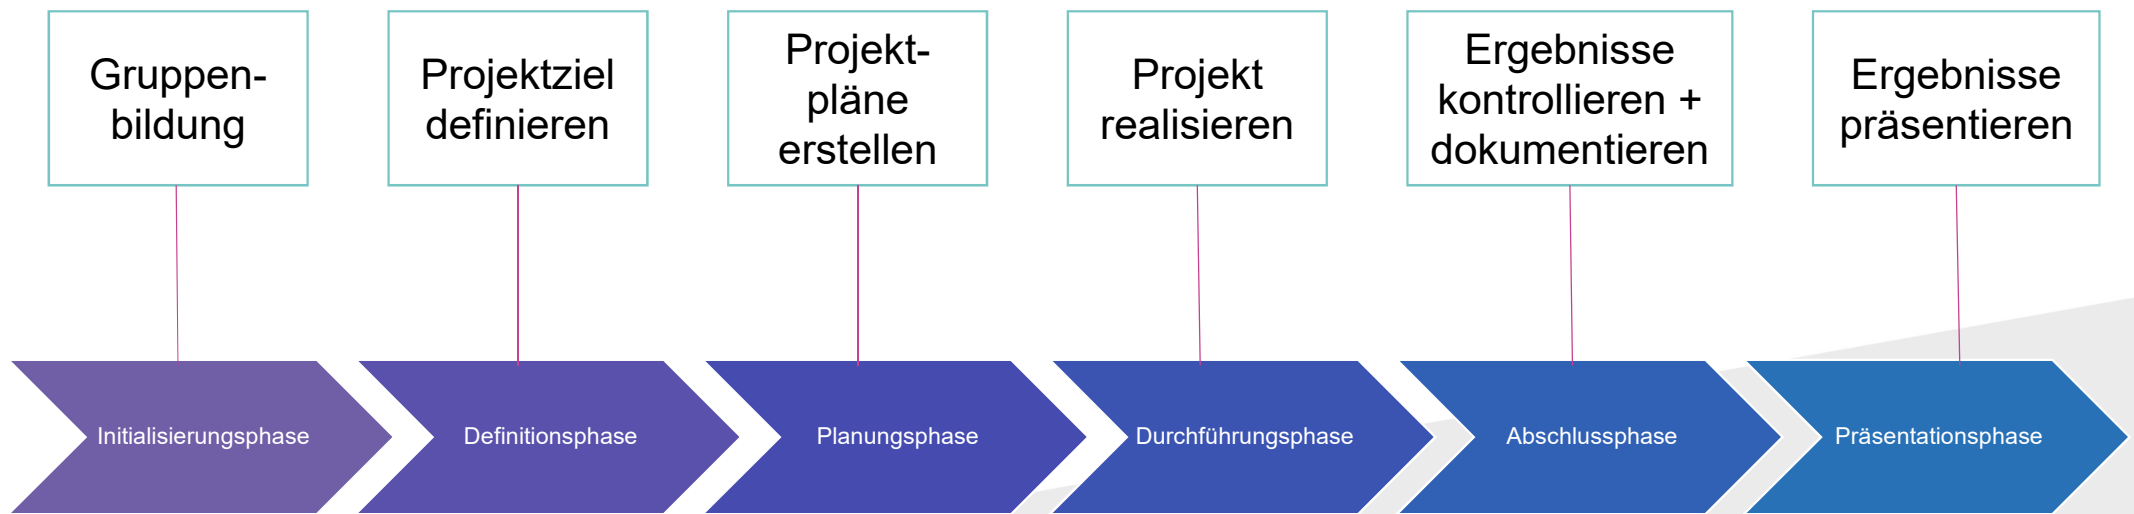 Gruppen-
bildung
Projektziel
definieren
Projekt-
pläne
erstellen
Projekt
realisieren
Ergebnisse
kontrollieren +
dokumentieren
Ergebnisse
präsentieren
Initialisierungsphase
Definitionsphase
Planungsphase
Durchführungsphase
Abschlussphase
Präsentationsphase